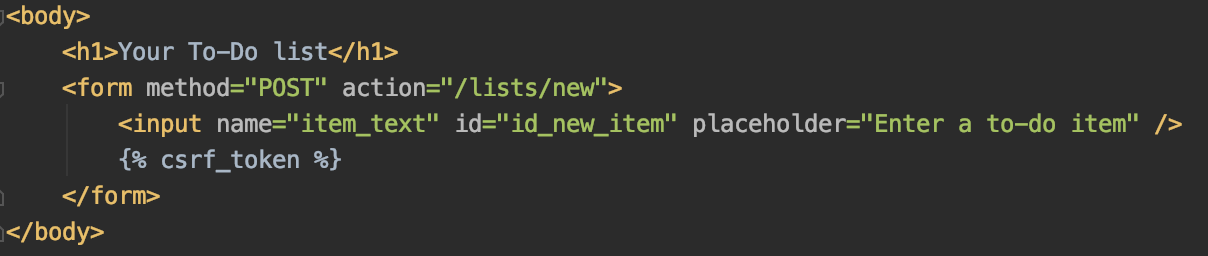 <body>
    <h1>Your To-Do list</h1>
    <form method="POST" action="/lists/new">
        <input name="item_text" id="id_new_item" placeholder="Enter a to-do item" />
        {% csrf_token %}
    </form>
</body>